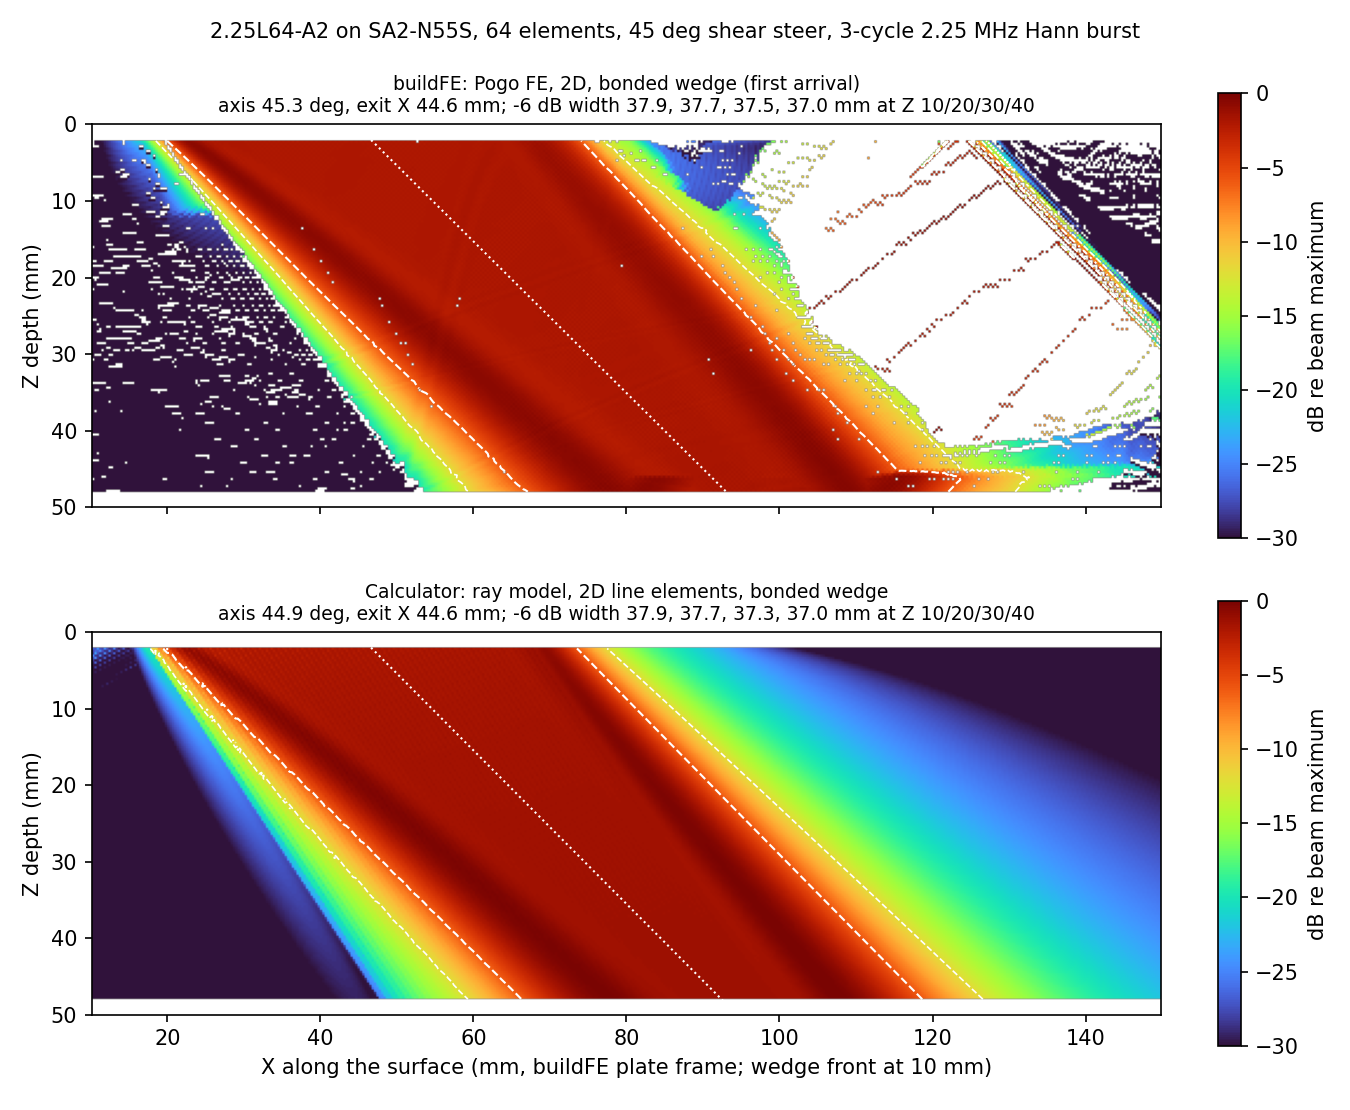 2.25L64-A2 on SA2-N55S, 64 elements, 45 deg shear steer, 3-cycle 2.25 MHz Hann burst
buildFE: Pogo FE, 2D, bonded wedge (first arrival)
axis 45.3 deg, exit X 44.6 mm; -6 dB width 37.9, 37.7, 37.5, 37.0 mm at Z 10/20/30/40
0
10
20
30
40
50
Z depth (mm)
0
−5
−10
−15
−20
−25
−30
dB re beam maximum
Calculator: ray model, 2D line elements, bonded wedge
axis 44.9 deg, exit X 44.6 mm; -6 dB width 37.9, 37.7, 37.3, 37.0 mm at Z 10/20/30/40
0
10
20
30
40
50
Z depth (mm)
20 40 60 80 100 120 140
X along the surface (mm, buildFE plate frame; wedge front at 10 mm)
0
−5
−10
−15
−20
−25
−30
dB re beam maximum